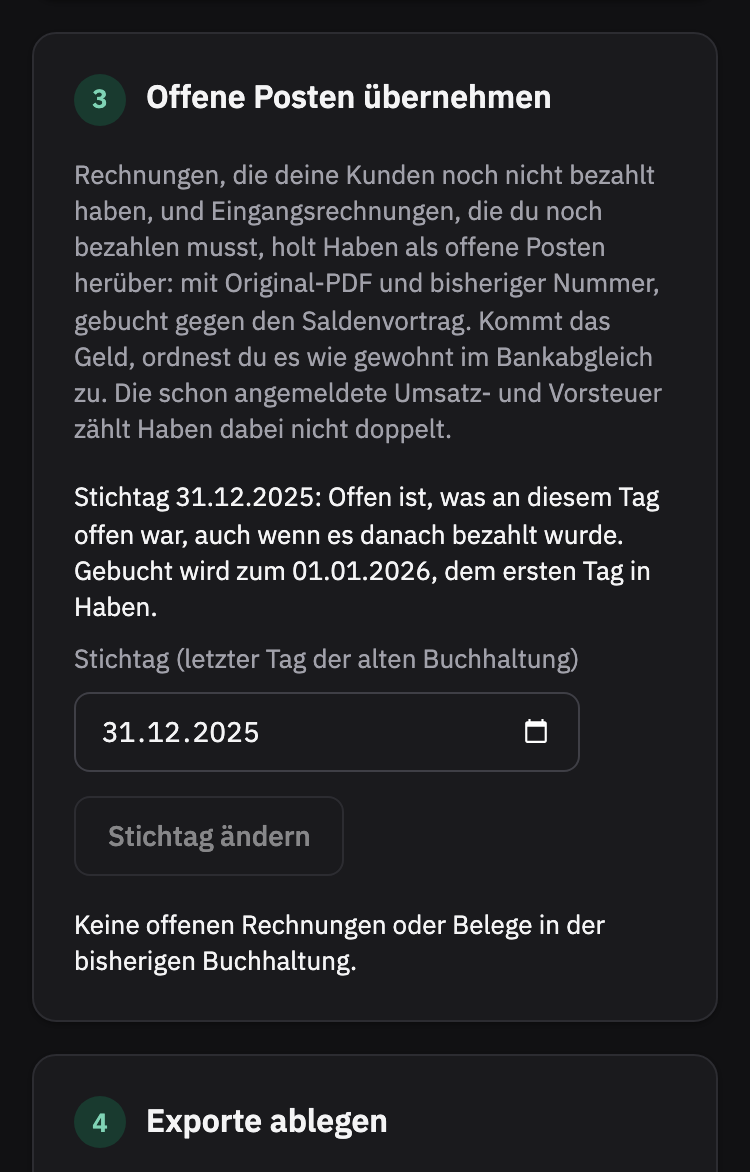 3 Offene Posten übernehmen
Rechnungen, die deine Kunden noch nicht bezahlt
haben, und Eingangsrechnungen, die du noch
bezahlen musst, holt Haben als offene Posten
herüber: mit Original-PDF und bisheriger Nummer,
gebucht gegen den Saldenvortrag. Kommt das
Geld, ordnest du es wie gewohnt im Bankabgleich
zu. Die schon angemeldete Umsatz- und Vorsteuer
zählt Haben dabei nicht doppelt.
Stichtag 31.12.2025: Offen ist, was an diesem Tag
offen war, auch wenn es danach bezahlt wurde.
Gebucht wird zum 01.01.2026, dem ersten Tag in
Haben.
Stichtag (letzter Tag der alten Buchhaltung)
31.12.2025
Stichtag ändern
Keine offenen Rechnungen oder Belege in der
bisherigen Buchhaltung.
4 Exporte ablegen